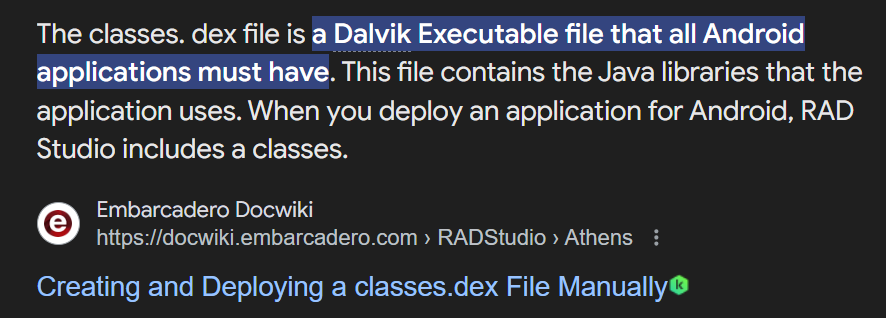 The classes. dex file is a Dalvik Executable file that all Android
applications must have. This file contains the Java libraries that the
application uses. When you deploy an application for Android, RAD
Studio includes a classes.
e
Embarcadero Docwiki
https://docwiki.embarcadero.com › RADStudio › Athens
Creating and Deploying a classes.dex File Manually
k